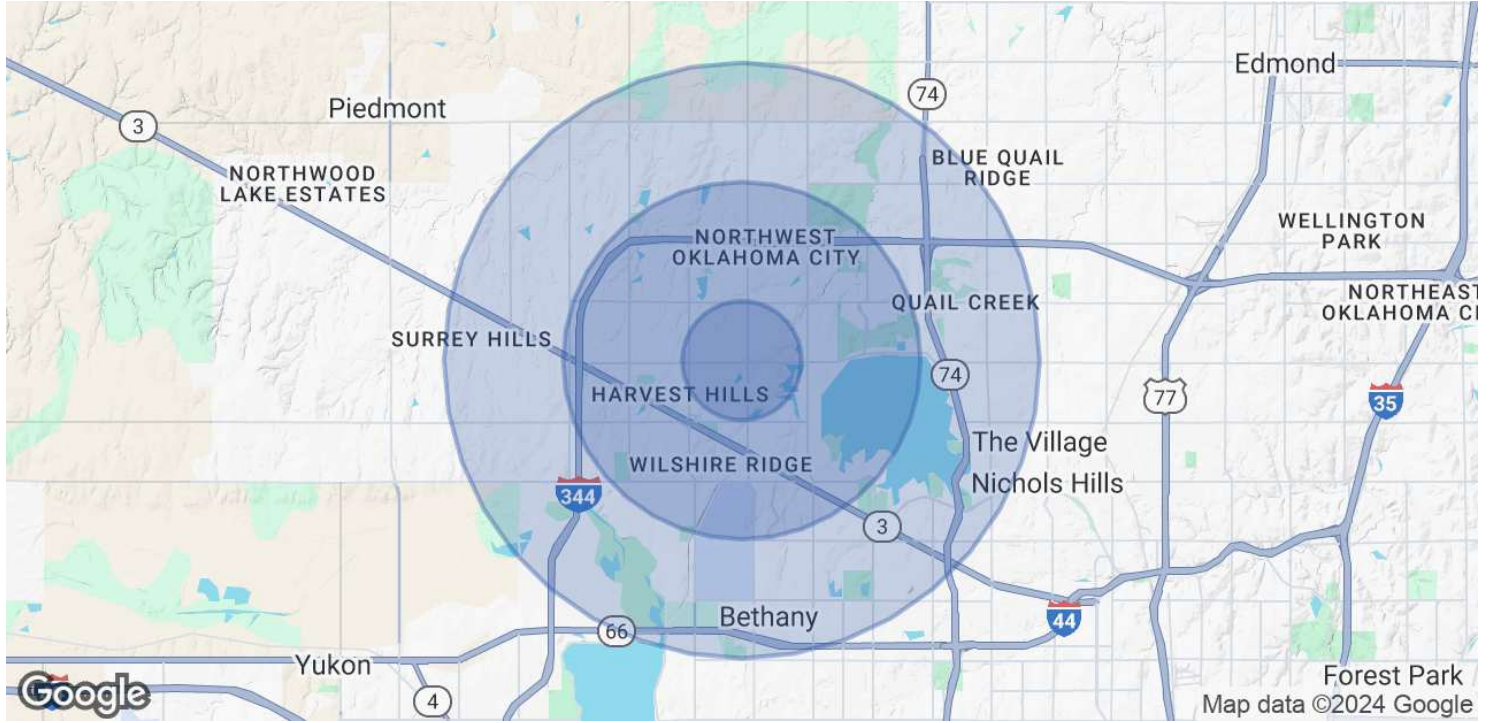 Edmond
74
Piedmont
3
BLUE QUAIL
RIDGE
NORTHWOOD
LAKE ESTATES
WELLINGTON
PARK
NORTHWEST
OKLAHOMA CITY
QUAIL CREEK
NORTHEAST
OKLAHOMA CI
SURREY HILLS
74
HARVEST HILLS
77
35
The Village
WILSHIRE RIDGE
Nichols Hills
344
3
Bethany
44
66
Yukon
Forest Park
Google
4
Map data ©2024 Google